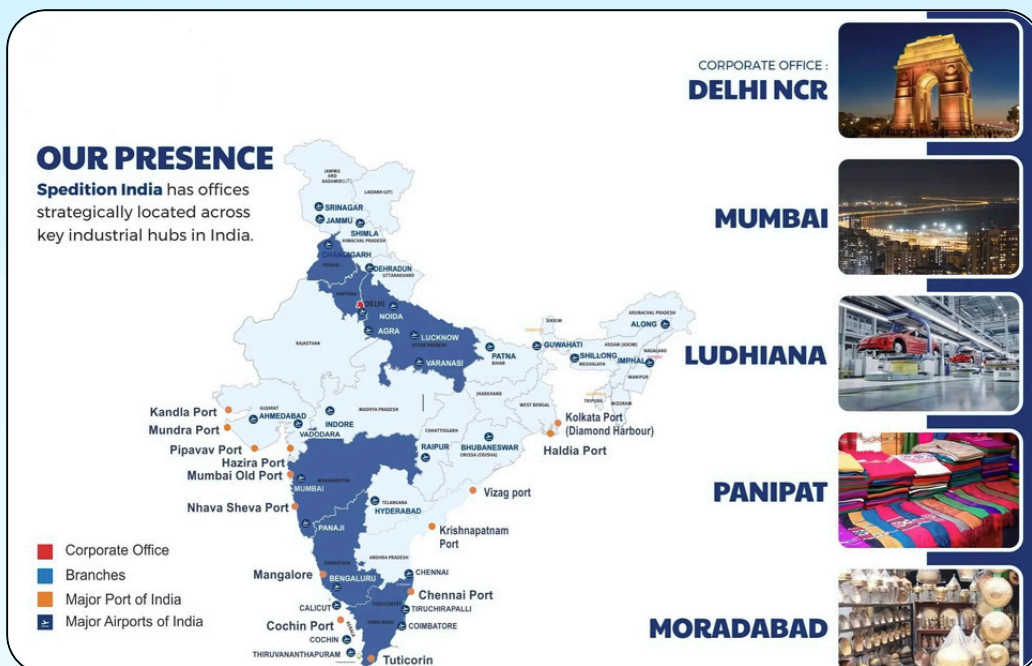 CORPORATE OFFICE :
DELHI NCR
MUMBAI
LUDHIANA
PANIPAT
MORADABAD
OUR PRESENCE
Spedition India has offices
strategically located across
key industrial hubs in India.
JAMMU
AND
KASHMIR(UT)
LADAKH (UT)
SRINAGAR
JAMMU
SHIMLA
HIMACHAL PRADESH
CHANDIGARH
PUNJAB
DEHRADUN
UTTARAKHAND
HARYANA
DELHI
NOIDA
AGRA
LUCKNOW
UTTAR PRADESH
VARANASI
RAJASTHAN
SIKKIM
ARUNACHAL PRADESH
ALONG
GUWAHATI
ASSAM (ASOM)
PATNA
BIHAR
SHILLONG
MEGHALAYA
IMPHAL
NAGALAND
MANIPUR
TRIPURA
MIZORAM
JHARKHAND
WEST BENGAL
Kandla Port
GUJARAT
AHMEDABAD
Mundra Port
VADODARA
INDORE
MADHYA PRADESH
CHHATTISGARH
Kolkata Port
(Diamond Harbour)
Haldia Port
Pipavav Port
Hazira Port
RAIPUR
BHUBANESWAR
ORISSA (ODISHA)
Mumbai Old Port
MUMBAI
MAHARASHTRA
Vizag port
Nhava Sheva Port
TELANGANA
HYDERABAD
PANAJI
Krishnapatnam
Port
ANDHRA PRADESH
KARNATAKA
Mangalore
BENGALURU
CHENNAI
Chennai Port
CALICUT
TIRUCHIRAPALLI
Cochin Port
TAMIL NADU
COIMBATORE
KERALA
COCHIN
THIRUVANANTHAPURAM
Tuticorin
Corporate Office
Branches
Major Port of India
Major Airports of India